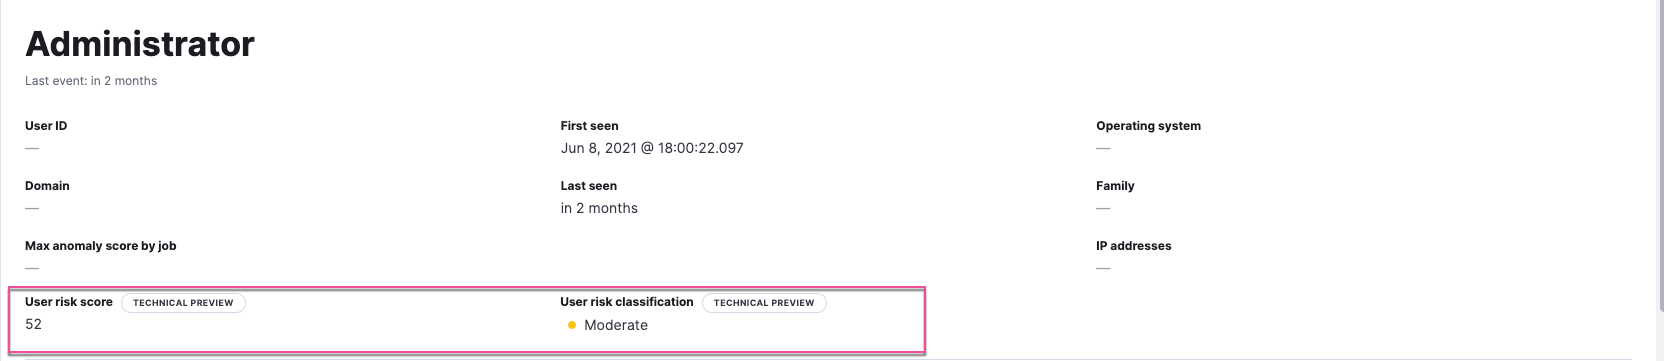 Administrator
Last event: in 2 months
User ID
—
First seen
Jun 8, 2021 @ 18:00:22.097
Operating system
—
Domain
—
Last seen
in 2 months
Family
—
Max anomaly score by job
—
IP addresses
—
User risk score TECHNICAL PREVIEW
52
User risk classification TECHNICAL PREVIEW
Moderate